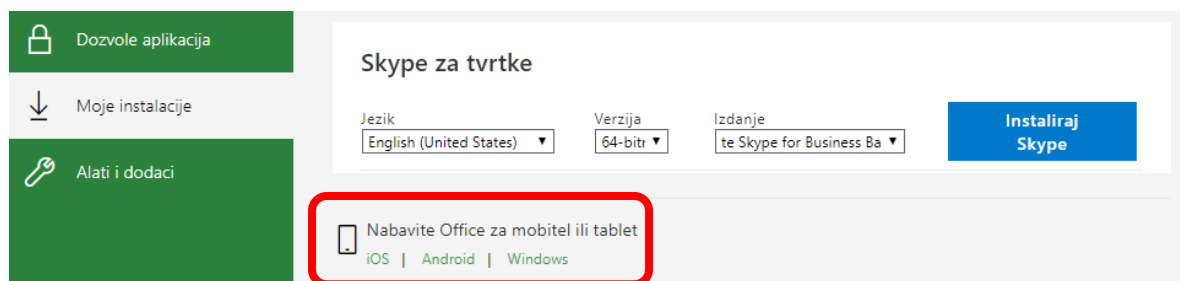 Dozvole aplikacija
Moje instalacije
Alati i dodaci
Skype za tvrtke
Jezik Verzija Izdanje
English (United States) 64-bitı te Skype for Business Ba
Instaliraj
Skype
Nabavite Office za mobitel ili tablet
iOS | Android | Windows